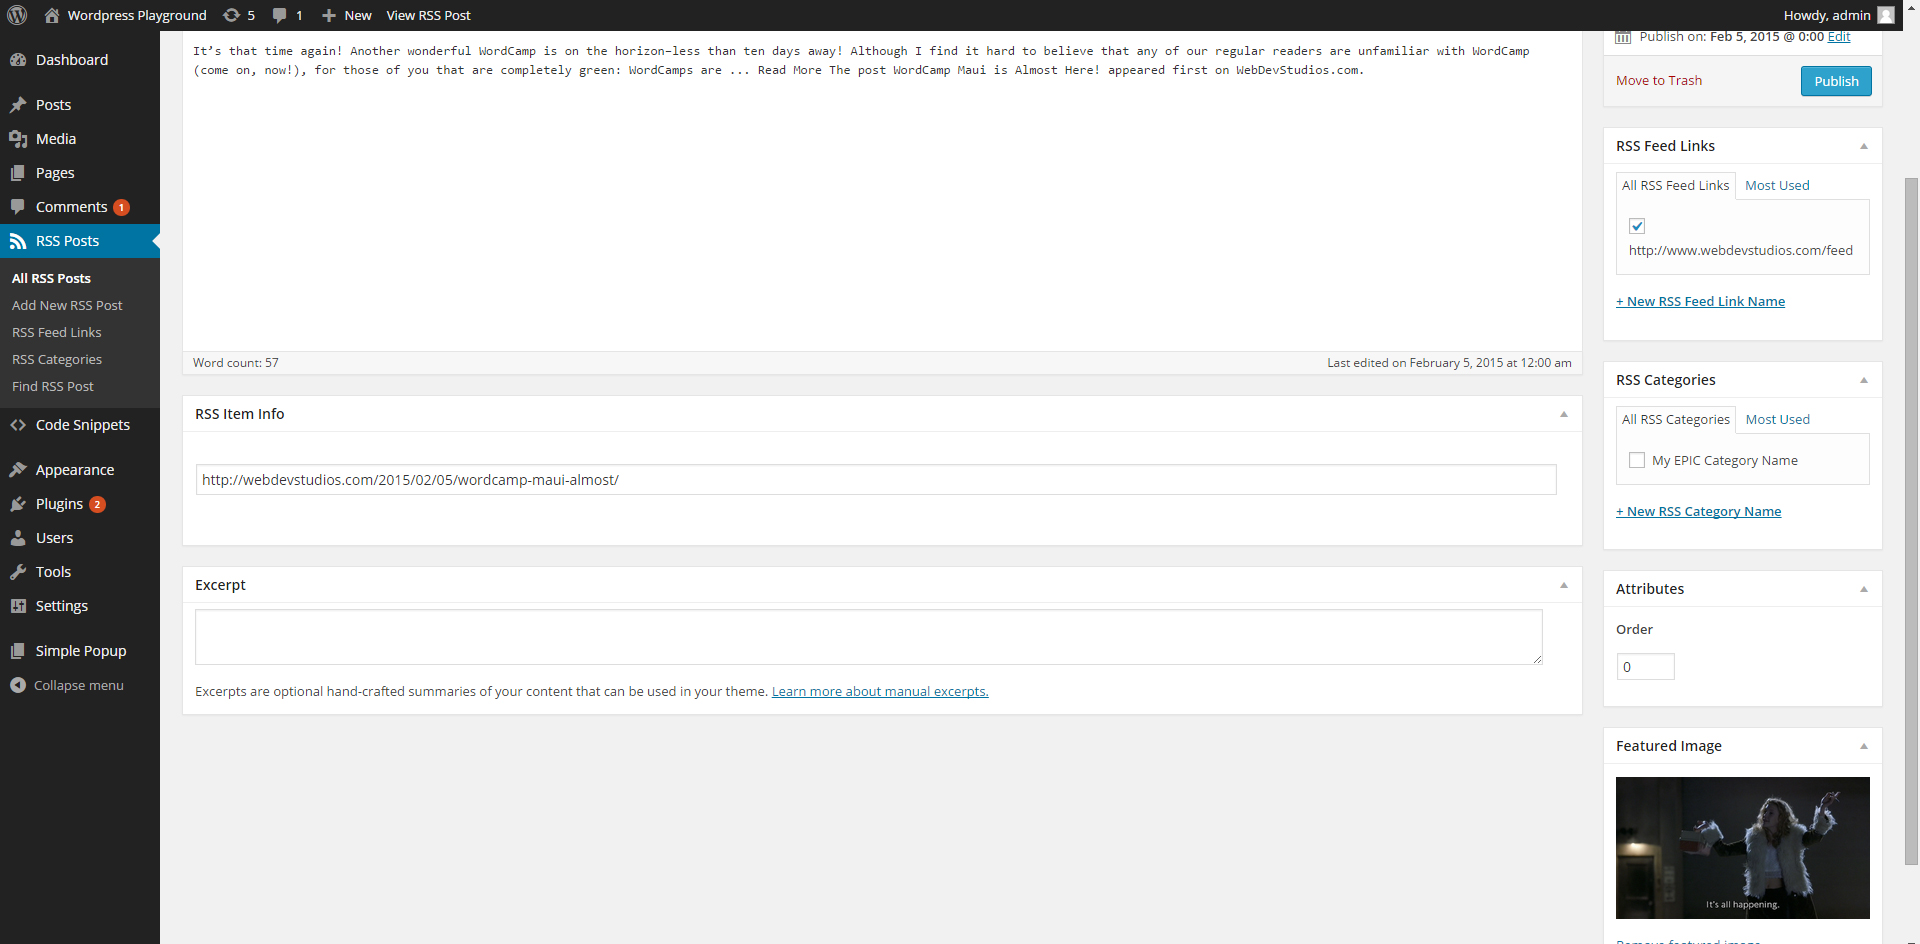 Wordpress Playground 5 1 New View RSS Post Howdy, admin
Dashboard
Posts
Media
Pages
Comments 1
RSS Posts
All RSS Posts
Add New RSS Post
RSS Feed Links
RSS Categories
Find RSS Post
Code Snippets
Appearance
Plugins 2
Users
Tools
Settings
Simple Popup
Collapse menu
It’s that time again! Another wonderful WordCamp is on the horizon–less than ten days away! Although I find it hard to believe that any of our regular readers are unfamiliar with WordCamp
(come on, now!), for those of you that are completely green: WordCamps are ... Read More The post WordCamp Maui is Almost Here! appeared first on WebDevStudios.com.
Word count: 57 Last edited on February 5, 2015 at 12:00 am
RSS Item Info
http://webdevstudios.com/2015/02/05/wordcamp-maui-almost/
Excerpt
Excerpts are optional hand-crafted summaries of your content that can be used in your theme. Learn more about manual excerpts.
Publish on: Feb 5, 2015 @ 0:00 Edit
Move to Trash Publish
RSS Feed Links
All RSS Feed Links Most Used
http://www.webdevstudios.com/feed
+ New RSS Feed Link Name
RSS Categories
All RSS Categories Most Used
My EPIC Category Name
+ New RSS Category Name
Attributes
Order
0
Featured Image
It's all happening.
Remove featured image